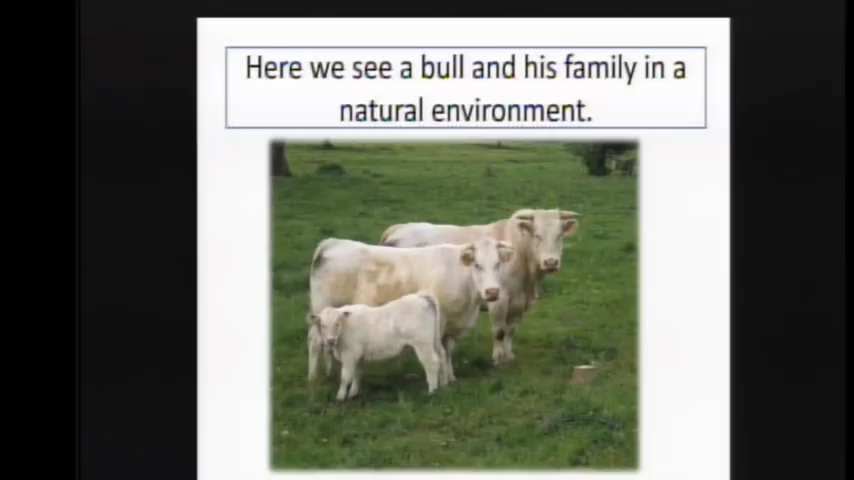 Here we see a bull and his family in a
natural environment.